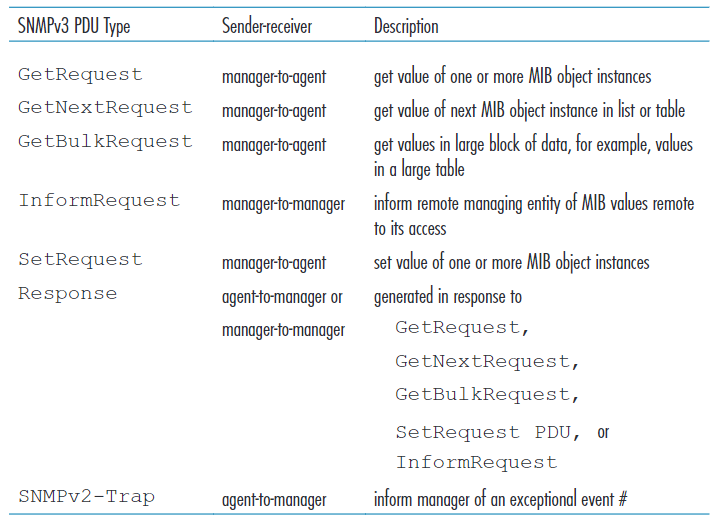 SNMPv3 PDU Type Sender-receiver Description
GetRequest manager-to-agent get value of one or more MIB object instances
GetNextRequest manager-to-agent get value of next MIB object instance in list or table
GetBulkRequest manager-to-agent get values in large block of data, for example, values
in a large table
InformRequest manager-to-manager inform remote managing entity of MIB values remote
to its access
SetRequest manager-to-agent set value of one or more MIB object instances
Response agent-to-manager or generated in response to
manager-to-manager GetRequest,
GetNextRequest,
GetBulkRequest,
SetRequest PDU, or
InformRequest
SNMPv2-Trap agent-to-manager inform manager of an exceptional event #